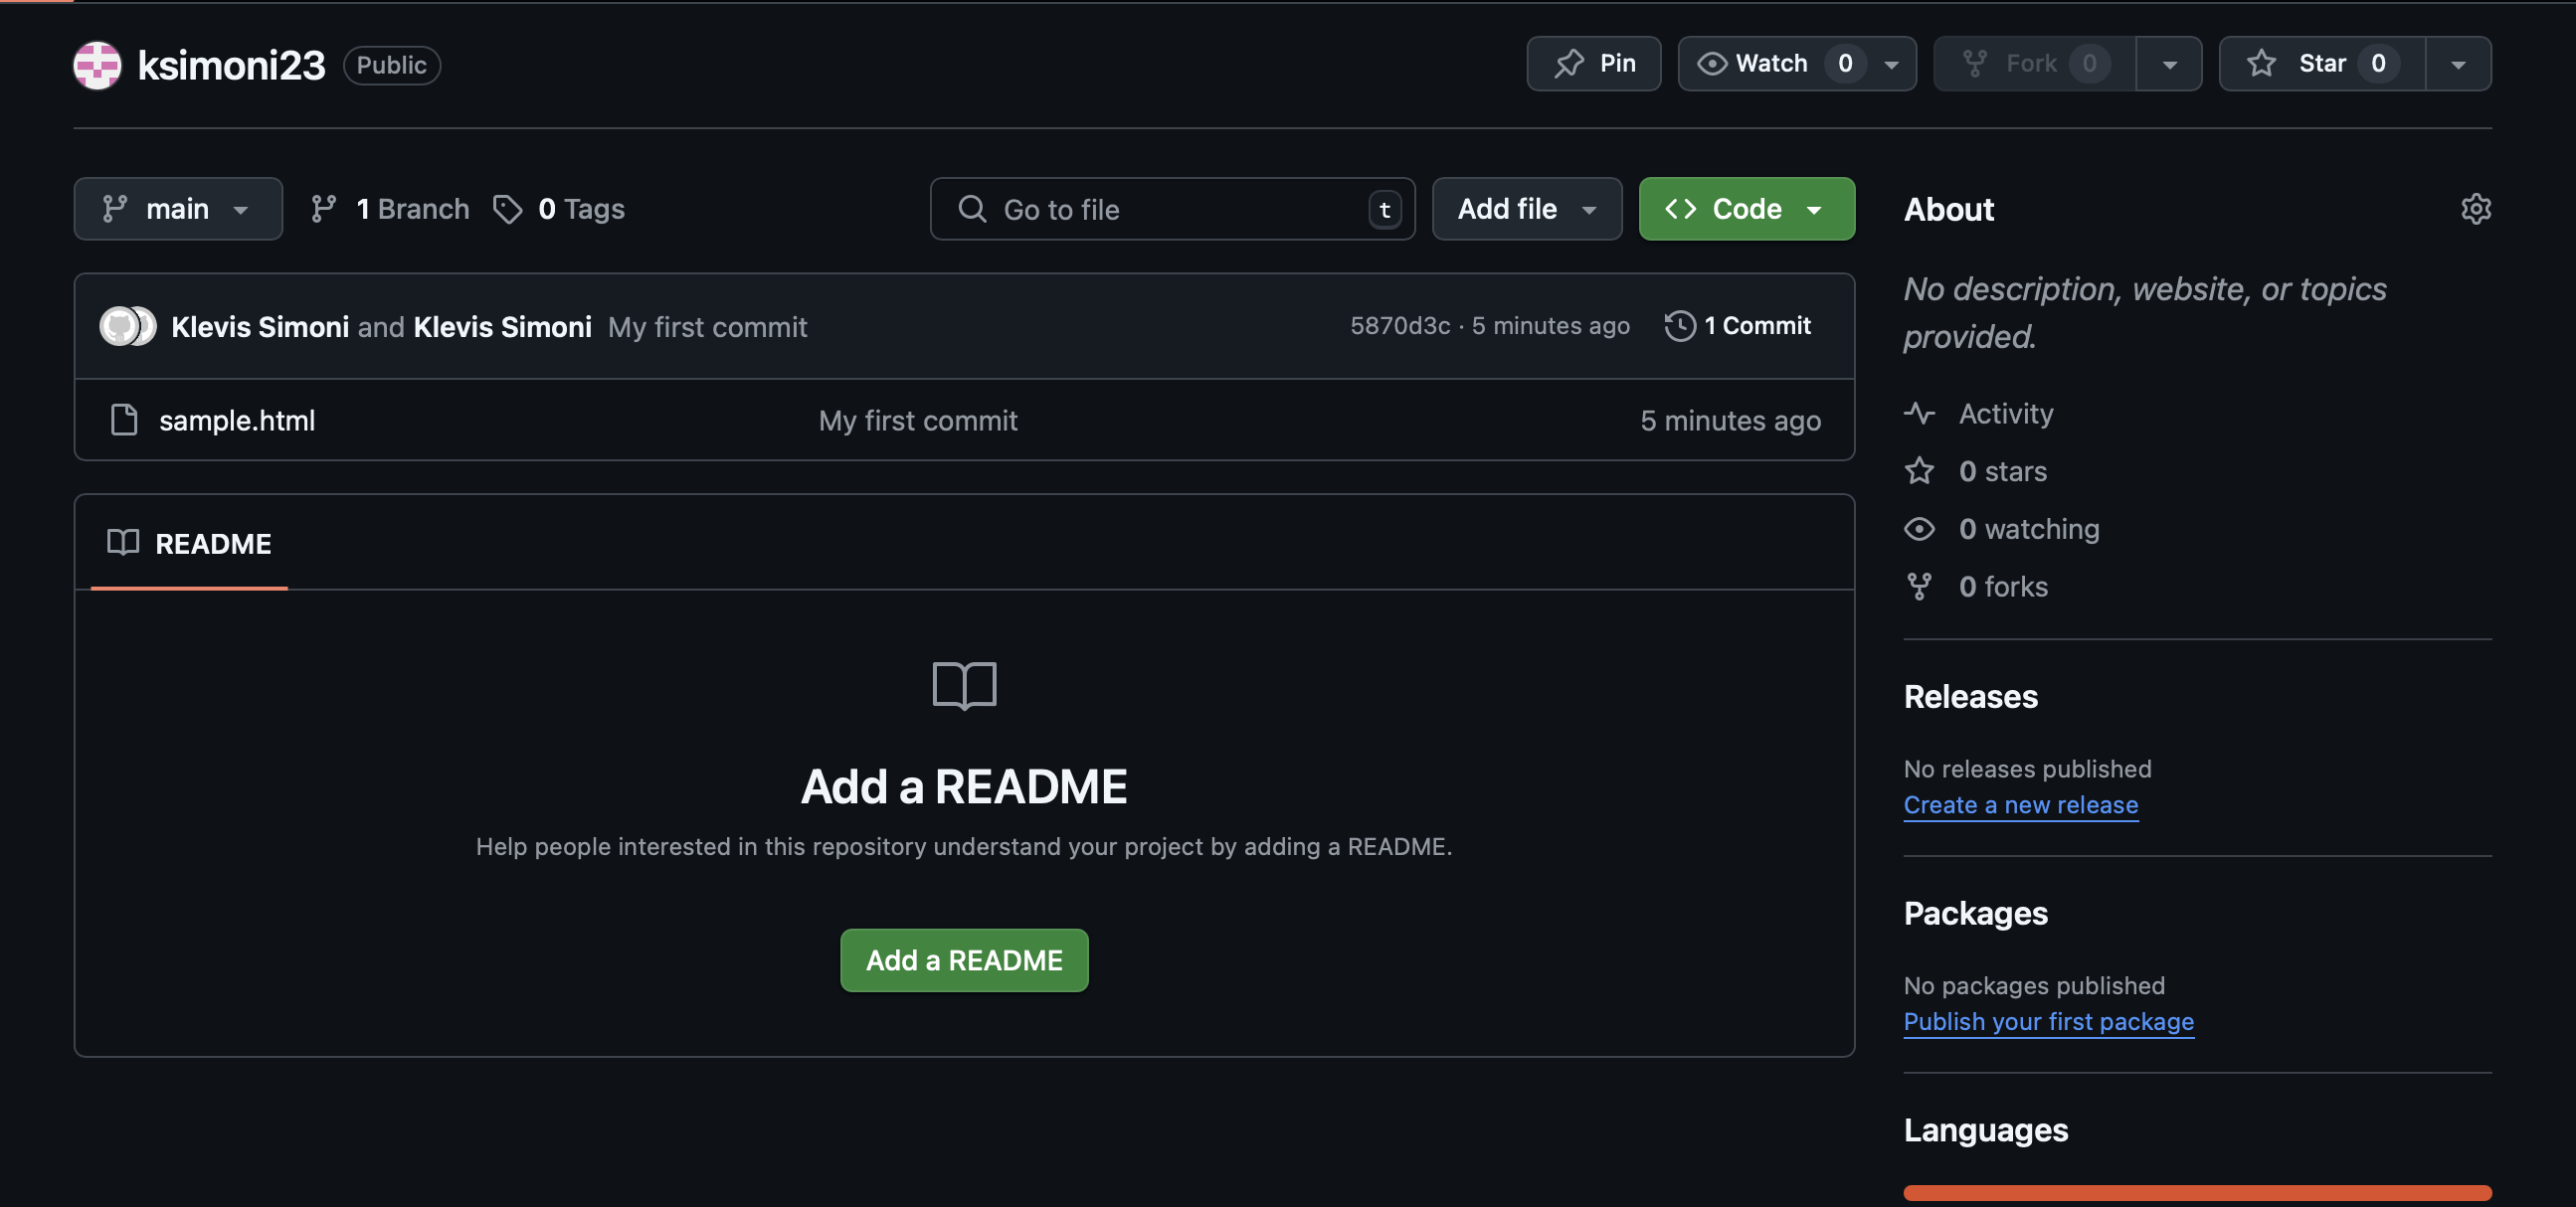 ksimoni23 Public Pin Watch 0 Fork 0 Star 0
main 1 Branch 0 Tags Go to file t Add file Code
Klevis Simoni and Klevis Simoni My first commit 5870d3c · 5 minutes ago 1 Commit
sample.html My first commit 5 minutes ago
README
Add a README
Help people interested in this repository understand your project by adding a README.
Add a README
About
No description, website, or topics
provided.
Activity
0 stars
0 watching
0 forks
Releases
No releases published
Create a new release
Packages
No packages published
Publish your first package
Languages